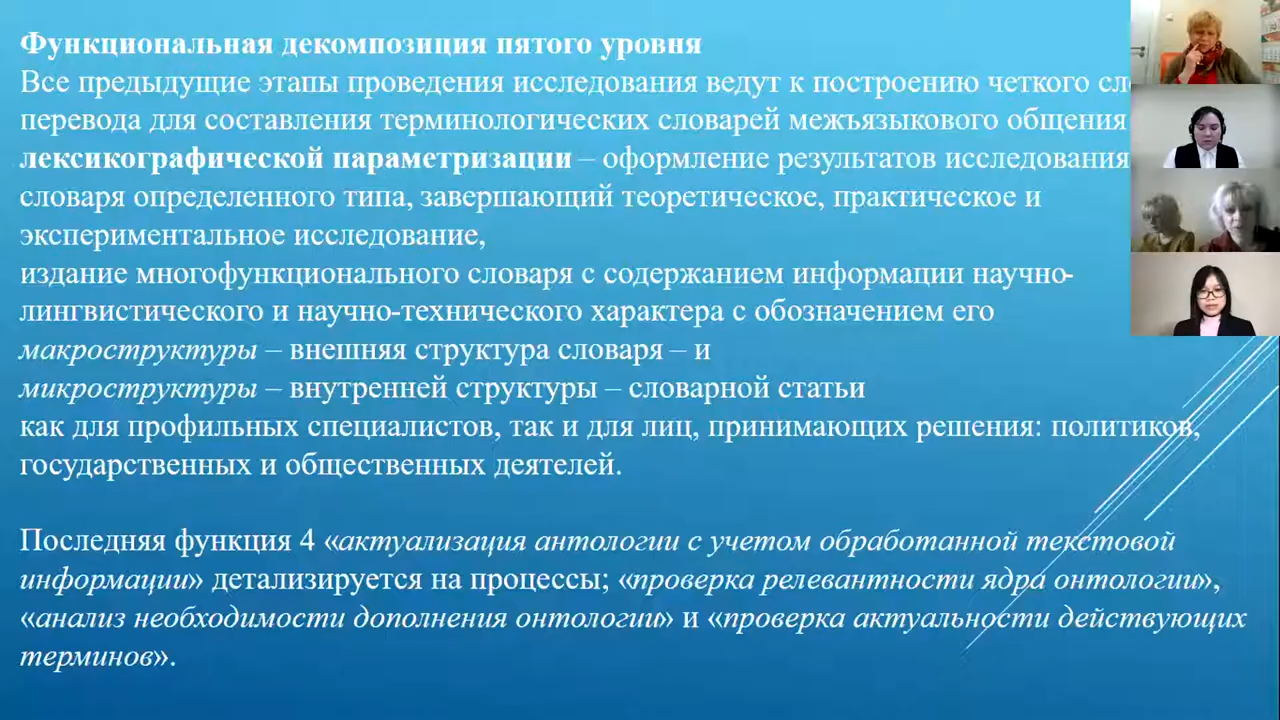 Функциональная декомпозиция пятого уровня
Все предыдущие этапы проведения исследования ведут к построению четкого
перевода для составления терминологических словарей межъязыкового общения
лексикографической параметризации – оформление результатов исследования
словаря определенного типа, завершающий теоретическое, практическое и
экспериментальное исследование,
издание многофункционального словаря с содержанием информации научно-
лингвистического и научно-технического характера с обозначением его
макроструктуры – внешняя структура словаря – и
микроструктуры – внутренней структуры – словарной статьи
как для профильных специалистов, так и для лиц, принимающих решения: политиков,
государственных и общественных деятелей.
Последняя функция 4 «актуализация антологии с учетом обработанной текстовой
информации» детализируется на процессы; «проверка релевантности ядра онтологии»,
«анализ необходимости дополнения онтологии» и «проверка актуальности действующих
терминов».